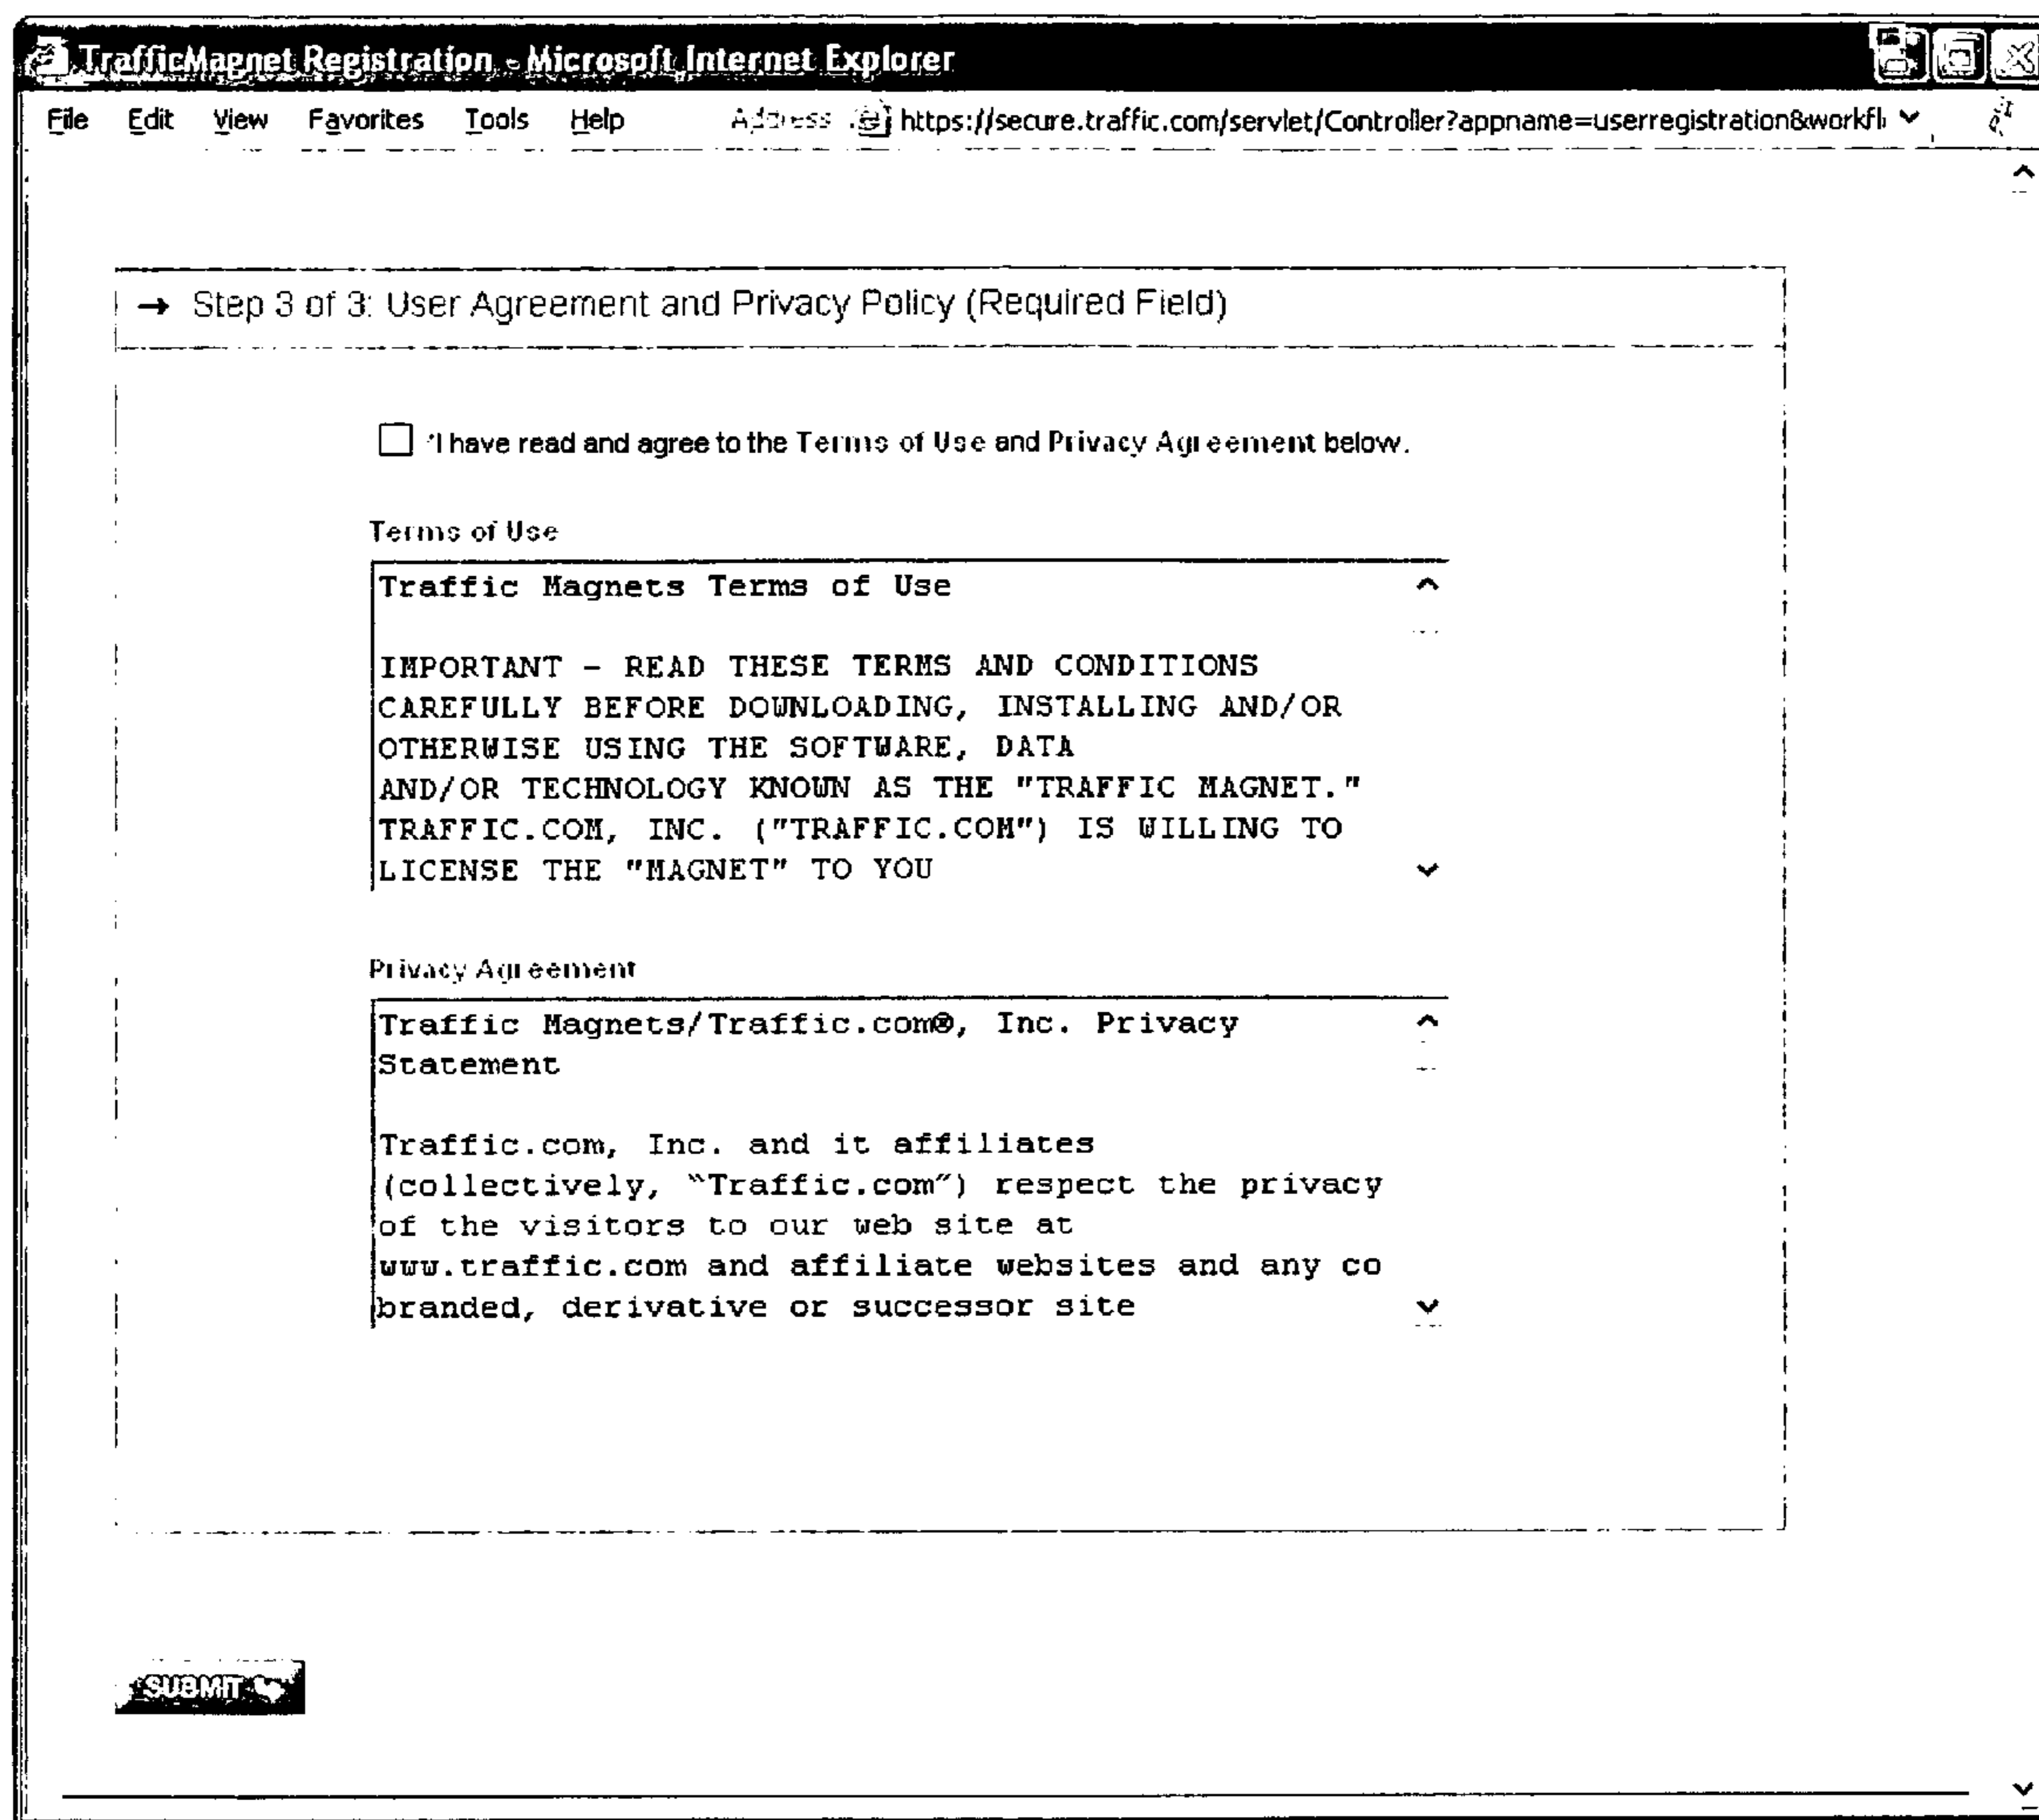 TrafficMagnet Registration - Microsoft Internet Explorer
File Edit View Favorites Tools Help Address https://secure.traffic.com/servlet/Controller?appname=userregistration&workfl
→ Step 3 of 3: User Agreement and Privacy Policy (Required Field)
*I have read and agree to the Terms of Use and Privacy Agreement below.
Terms of Use
Traffic Magnets Terms of Use
IMPORTANT - READ THESE TERMS AND CONDITIONS
CAREFULLY BEFORE DOWNLOADING, INSTALLING AND/OR
OTHERWISE USING THE SOFTWARE, DATA
AND/OR TECHNOLOGY KNOWN AS THE "TRAFFIC MAGNET."
TRAFFIC.COM, INC. ("TRAFFIC.COM") IS WILLING TO
LICENSE THE "MAGNET" TO YOU
Privacy Agreement
Traffic Magnets/Traffic.com®, Inc. Privacy
Statement
Traffic.com, Inc. and it affiliates
(collectively, “Traffic.com”) respect the privacy
of the visitors to our web site at
www.traffic.com and affiliate websites and any co
branded, derivative or successor site
SUBMIT